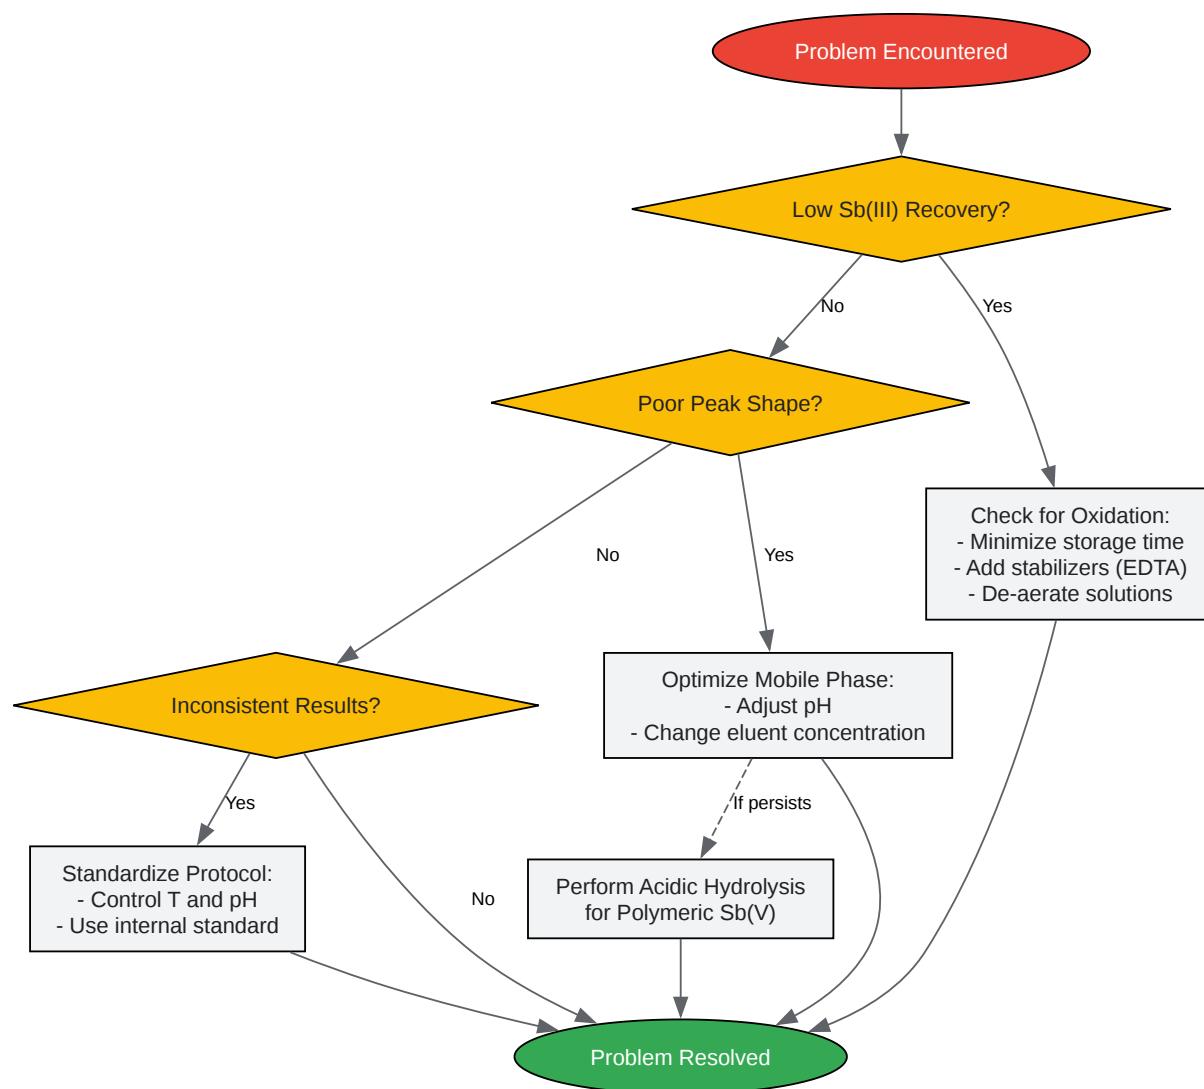 Problem Encountered
Low Sb(III) Recovery?
No
Yes
Poor Peak Shape?
Check for Oxidation:
- Minimize storage time
- Add stabilizers (EDTA)
- De-aerate solutions
No
Yes
Inconsistent Results?
Optimize Mobile Phase:
- Adjust pH
- Change eluent concentration
Yes
If persists
Standardize Protocol:
- Control T and pH
- Use internal standard
No
Perform Acidic Hydrolysis
for Polymeric Sb(V)
Problem Resolved